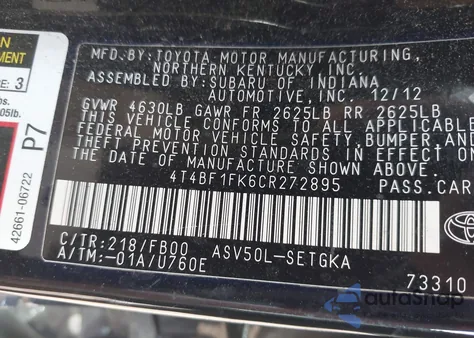 MFD.BY:TOYOTA MOTOR MANUFACTURING,
NORTHERN KENTUCKY, INC.
ASSEMBLED BY: SUBARU OF INDIANA
AUTOMOTIVE, INC. 12/12
GVWR 4630LB GAWR FR 2625LB RR 2625LB
THIS VEHICLE CONFORMS TO ALL APPLICABLE
FEDERAL MOTOR VEHICLE SAFETY, BUMPER, AND
THEFT PREVENTION STANDARDS IN EFFECT ON
THE DATE OF MANUFACTURE SHOWN ABOVE.
4T4BF1FK6CR272895 PASS.CAR
C/TR:218/FB00 ASV50L-SETGKA
A/TM:-01A/U760E
73310
TOYOTA
3
P7
42661-06722
autoAstat